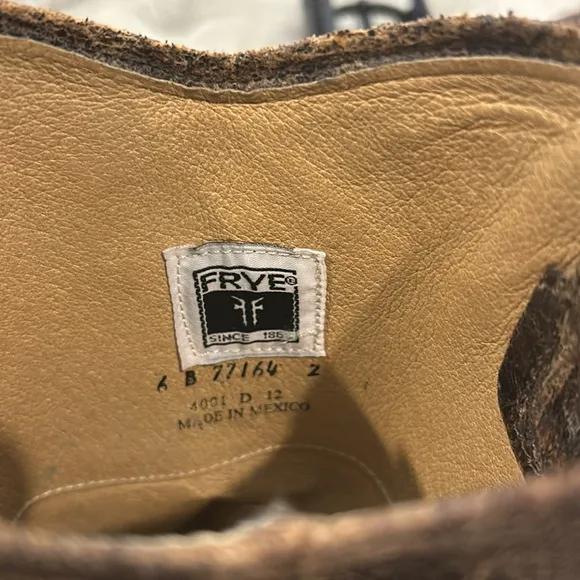 FRYE®
SINCE 186
6 B 77164 2
4001 D 12
MADE IN MEXICO